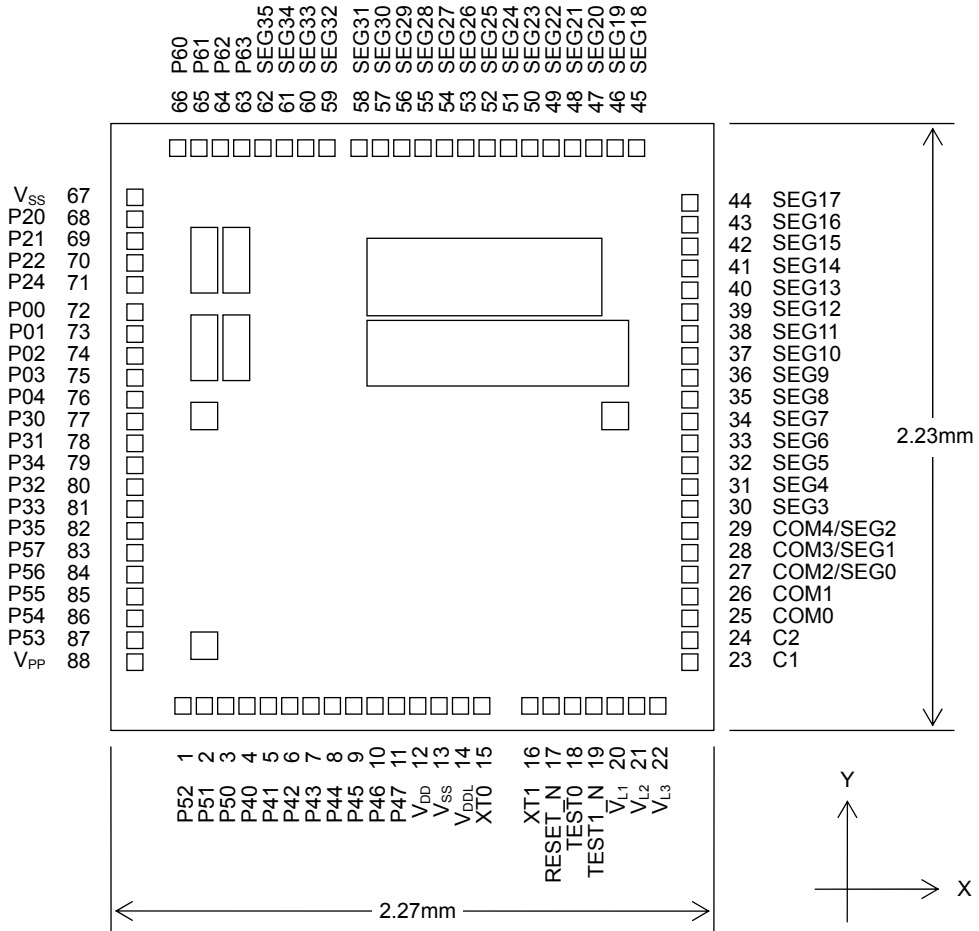 66 P60
65 P61
64 P62
63 P63
62 SEG35
61 SEG34
60 SEG33
59 SEG32
58 SEG31
57 SEG30
56 SEG29
55 SEG28
54 SEG27
53 SEG26
52 SEG25
51 SEG24
50 SEG23
49 SEG22
48 SEG21
47 SEG20
46 SEG19
45 SEG18
VSS 67
P20 68
P21 69
P22 70
P24 71
P00 72
P01 73
P02 74
P03 75
P04 76
P30 77
P31 78
P34 79
P32 80
P33 81
P35 82
P57 83
P56 84
P55 85
P54 86
P53 87
VPP 88
44 SEG17
43 SEG16
42 SEG15
41 SEG14
40 SEG13
39 SEG12
38 SEG11
37 SEG10
36 SEG9
35 SEG8
34 SEG7
33 SEG6
32 SEG5
31 SEG4
30 SEG3
29 COM4/SEG2
28 COM3/SEG1
27 COM2/SEG0
26 COM1
25 COM0
24 C2
23 C1
2.23mm
P52 1
P51 2
P50 3
P40 4
P41 5
P42 6
P43 7
P44 8
P45 9
P46 10
P47 11
VDD 12
VSS 13
VDDL 14
XT0 15
XT1 16
RESET_N 17
TEST0 18
TEST1_N 19
VL1 20
VL2 21
VL3 22
2.27mm
Y
X